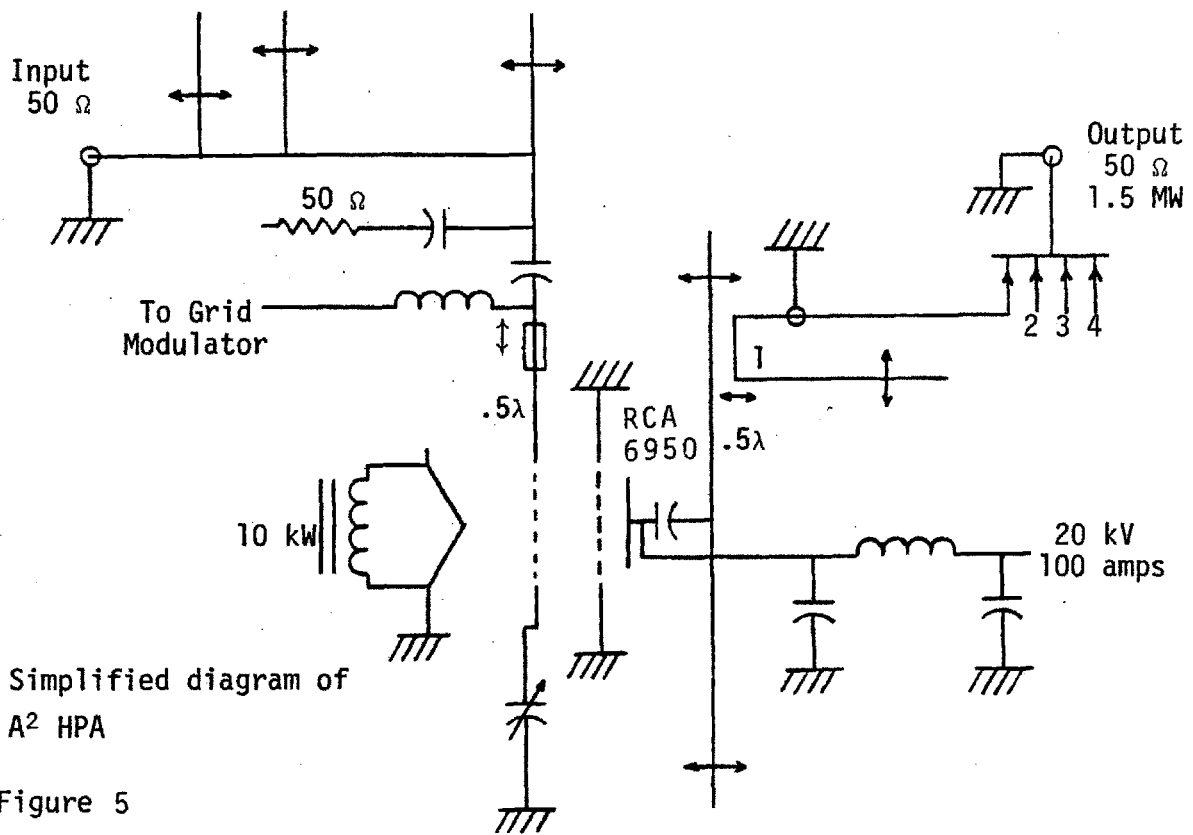 Input
50 Ω
Output
50 Ω
1.5 MW
50 Ω
To Grid
Modulator
1
2 3 4
.5λ
RCA
6950
.5λ
10 kW
20 kV
100 amps
Simplified diagram of
A² HPA
Figure 5